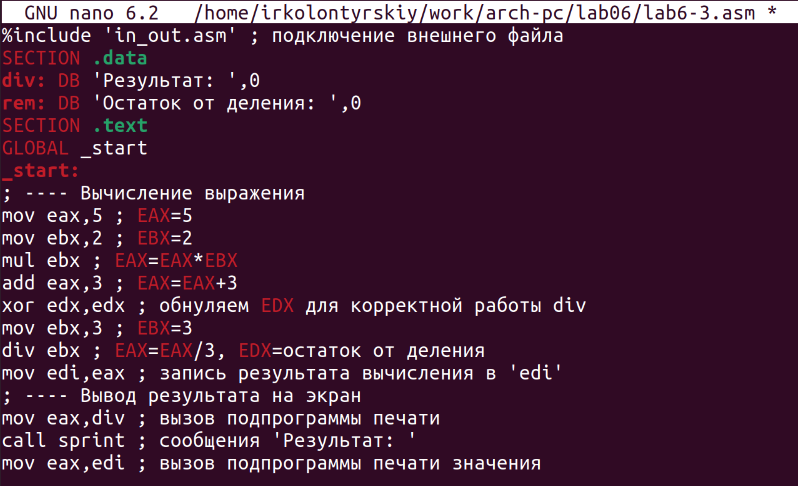 GNU nano 6.2 /home/irkolontyrskiy/work/arch-pc/lab06/lab6-3.asm *
%include 'in_out.asm' ; подключение внешнего файла
SECTION .data
div: DB 'Результат: ',0
rem: DB 'Остаток от деления: ',0
SECTION .text
GLOBAL _start
_start:
; ---- Вычисление выражения
mov eax,5 ; EAX=5
mov ebx,2 ; EBX=2
mul ebx ; EAX=EAX*EBX
add eax,3 ; EAX=EAX+3
xor edx,edx ; обнуляем EDX для корректной работы div
mov ebx,3 ; EBX=3
div ebx ; EAX=EAX/3, EDX=остаток от деления
mov edi,eax ; запись результата вычисления в 'edi'
; ---- Вывод результата на экран
mov eax,div ; вызов подпрограммы печати
call sprint ; сообщения 'Результат: '
mov eax,edi ; вызов подпрограммы печати значения